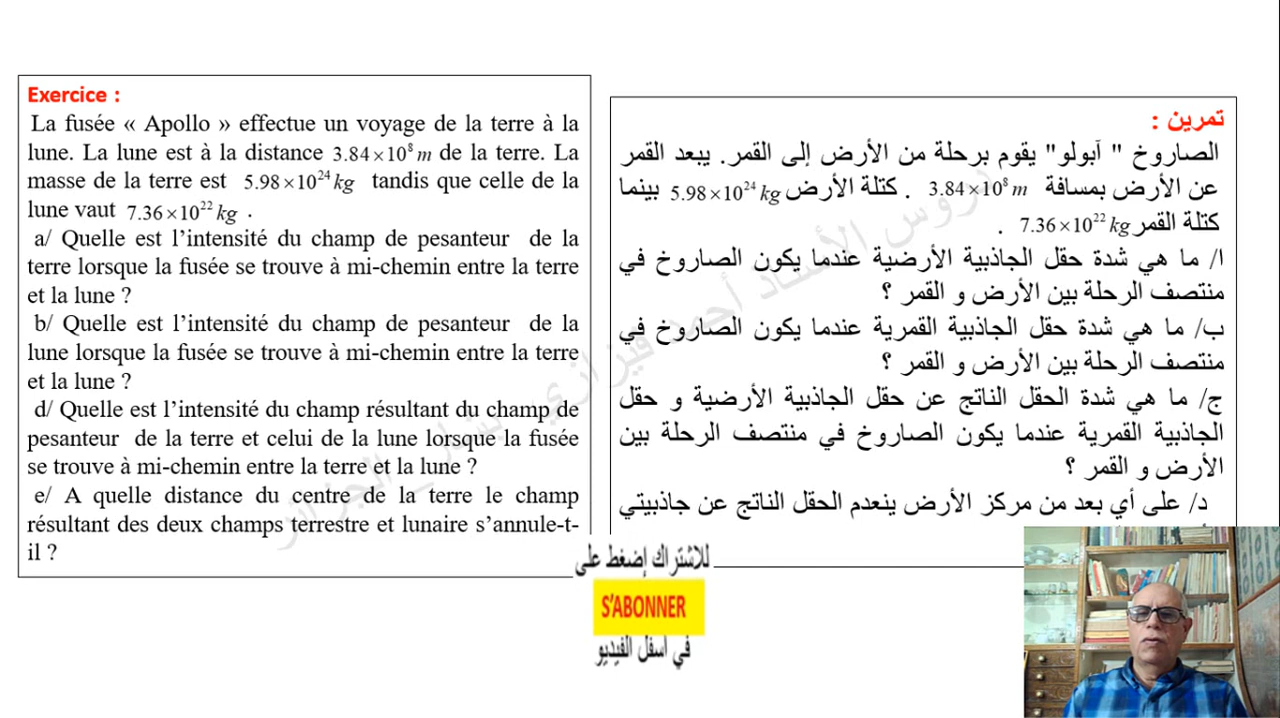 Exercice :
La fusée « Apollo » effectue un voyage de la terre à la
lune. La lune est à la distance 3.84×10⁸ m de la terre. La
masse de la terre est 5.98×10²⁴ kg tandis que celle de la
lune vaut 7.36×10²² kg .
a/ Quelle est l’intensité du champ de pesanteur de la
terre lorsque la fusée se trouve à mi-chemin entre la terre
et la lune ?
b/ Quelle est l’intensité du champ de pesanteur de la
lune lorsque la fusée se trouve à mi-chemin entre la terre
et la lune ?
d/ Quelle est l’intensité du champ résultant du champ de
pesanteur de la terre et celui de la lune lorsque la fusée
se trouve à mi-chemin entre la terre et la lune ?
e/ A quelle distance du centre de la terre le champ
résultant des deux champs terrestre et lunaire s’annule-t-
il ?
تمرين :
الصاروخ " آبولو" يقوم برحلة من الأرض إلى القمر. يبعد القمر
عن الأرض بمسافة 3.84×10⁸ m . كتلة الأرض 5.98×10²⁴ kg بينما
كتلة القمر 7.36×10²² kg .
ا/ ما هي شدة حقل الجاذبية الأرضية عندما يكون الصاروخ في
منتصف الرحلة بين الأرض و القمر ؟
ب/ ما هي شدة حقل الجاذبية القمرية عندما يكون الصاروخ في
منتصف الرحلة بين الأرض و القمر ؟
ج/ ما هي شدة الحقل الناتج عن حقل الجاذبية الأرضية و حقل
الجاذبية القمرية عندما يكون الصاروخ في منتصف الرحلة بين
الأرض و القمر ؟
د/ على أي بعد من مركز الأرض ينعدم الحقل الناتج عن جاذبيتي
دروس الأستاذ أحمد فيزازي بشار_الجزائر
للاشتراك إضغط على
S’ABONNER
في أسفل الفيديو